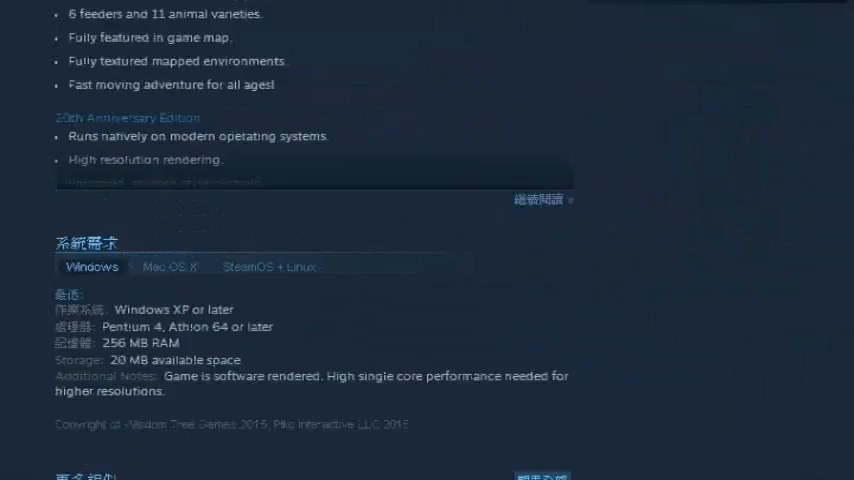 • 6 feeders and 11 animal varieties.
• Fully featured in game map.
• Fully textured mapped environments.
• Fast moving adventure for all ages!
20th Anniversary Edition
• Runs natively on modern operating systems.
• High resolution rendering.
繼續閱讀 »
系統需求
Windows Mac OS X SteamOS + Linux
最低:
作業系統: Windows XP or later
處理器: Pentium 4, Athlon 64 or later
記憶體: 256 MB RAM
Storage: 20 MB available space
Additional Notes: Game is software rendered. High single core performance needed for
higher resolutions.
Copyright of Wisdom Tree Games 2015, Piko Interactive LLC 2015
更多相似